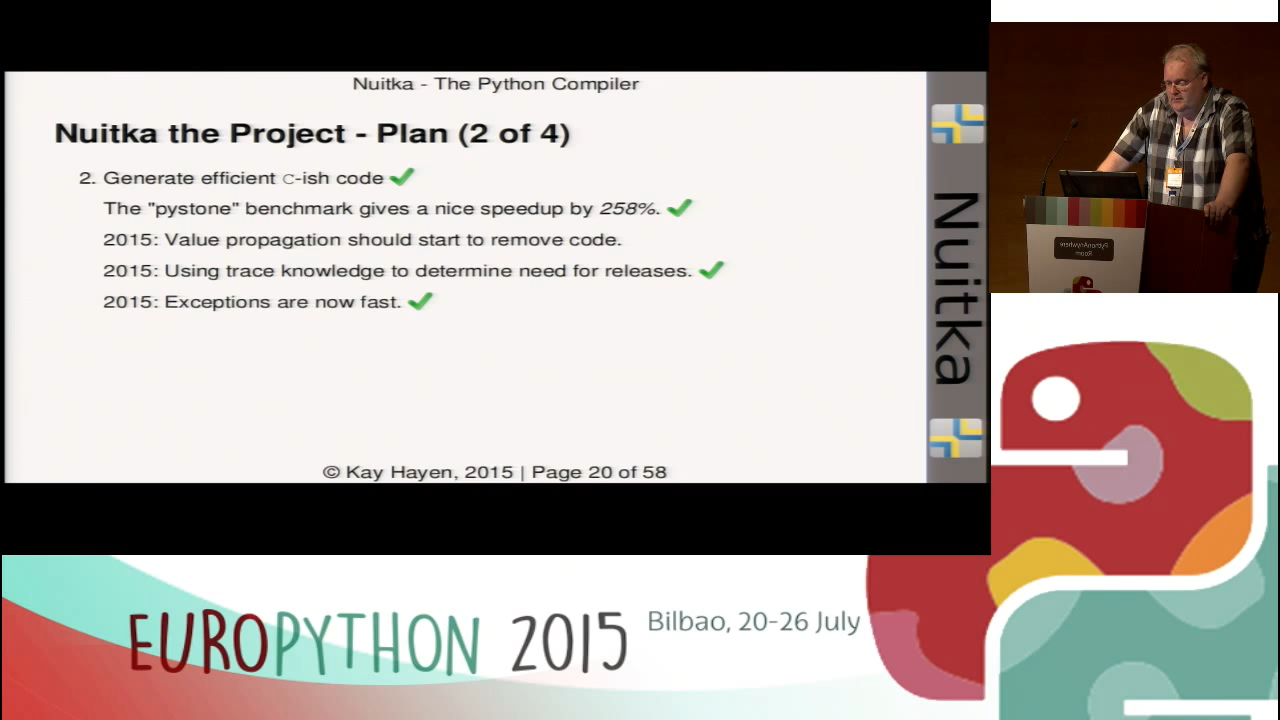 Nuitka - The Python Compiler
Nuitka the Project - Plan (2 of 4)
2. Generate efficient C-ish code
The "pystone" benchmark gives a nice speedup by 258%.
2015: Value propagation should start to remove code.
2015: Using trace knowledge to determine need for releases.
2015: Exceptions are now fast.
© Kay Hayen, 2015 | Page 20 of 58
Nuitka
PythonAnywhere
Room
EUROPYTHON 2015
Bilbao, 20-26 July